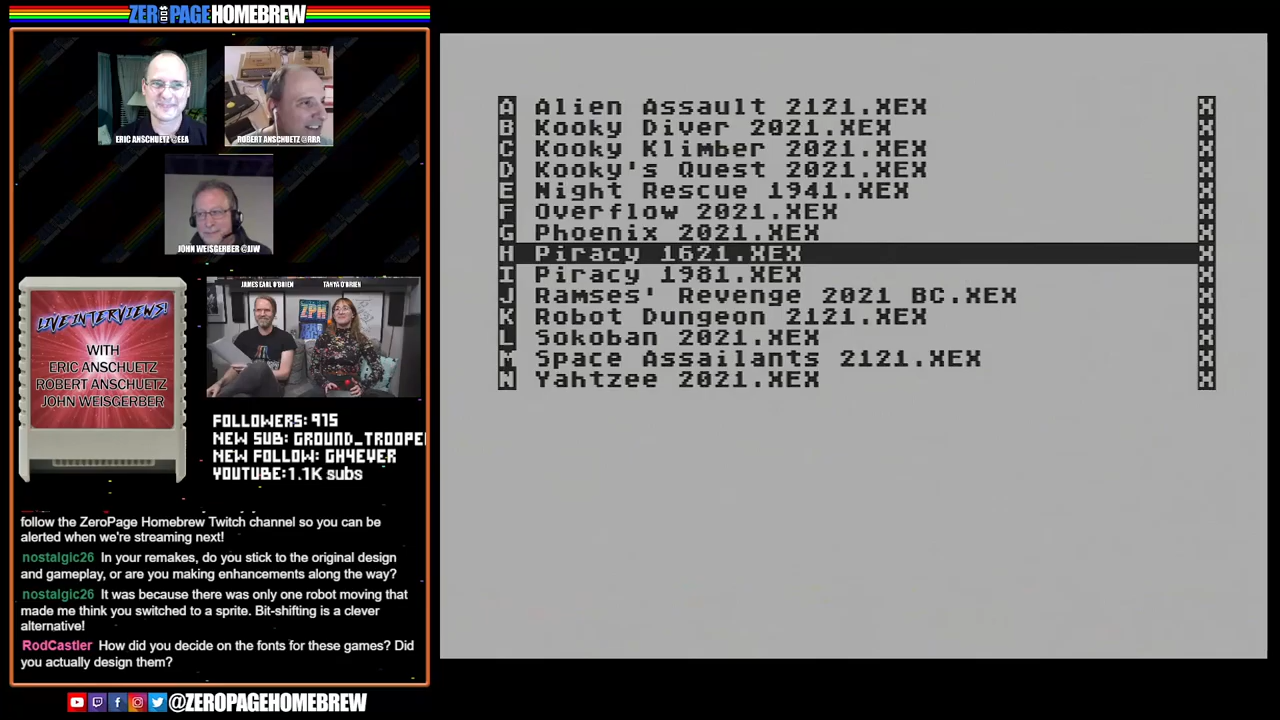 ZEROPAGE HOMEBREW
ERIC ANSCHUETZ @EEA
ROBERT ANSCHUETZ @RRA
JOHN WEISGERBER @JJW
LIVE INTERVIEWS!
WITH
ERIC ANSCHUETZ
ROBERT ANSCHUETZ
JOHN WEISGERBER
JAMES EARL O'BRIEN
TANYA O'BRIEN
ZPH
FOLLOWERS: 915
NEW SUB: GROUND_TROOPER
NEW FOLLOW: GH4EVER
YOUTUBE:1.1K subs
follow the ZeroPage Homebrew Twitch channel so you can be
alerted when we're streaming next!
nostalgic26 In your remakes, do you stick to the original design
and gameplay, or are you making enhancements along the way?
nostalgic26 It was because there was only one robot moving that
made me think you switched to a sprite. Bit-shifting is a clever
alternative!
RodCastler How did you decide on the fonts for these games? Did
you actually design them?
@ZEROPAGEHOMEBREW
A Alien Assault 2121.XEX X
B Kooky Diver 2021.XEX X
C Kooky Klimber 2021.XEX X
D Kooky's Quest 2021.XEX X
E Night Rescue 1941.XEX X
F Overflow 2021.XEX X
G Phoenix 2021.XEX X
H Piracy 1621.XEX X
I Piracy 1981.XEX X
J Ramses' Revenge 2021 BC.XEX X
K Robot Dungeon 2121.XEX X
L Sokoban 2021.XEX X
M Space Assailants 2121.XEX X
N Yahtzee 2021.XEX X